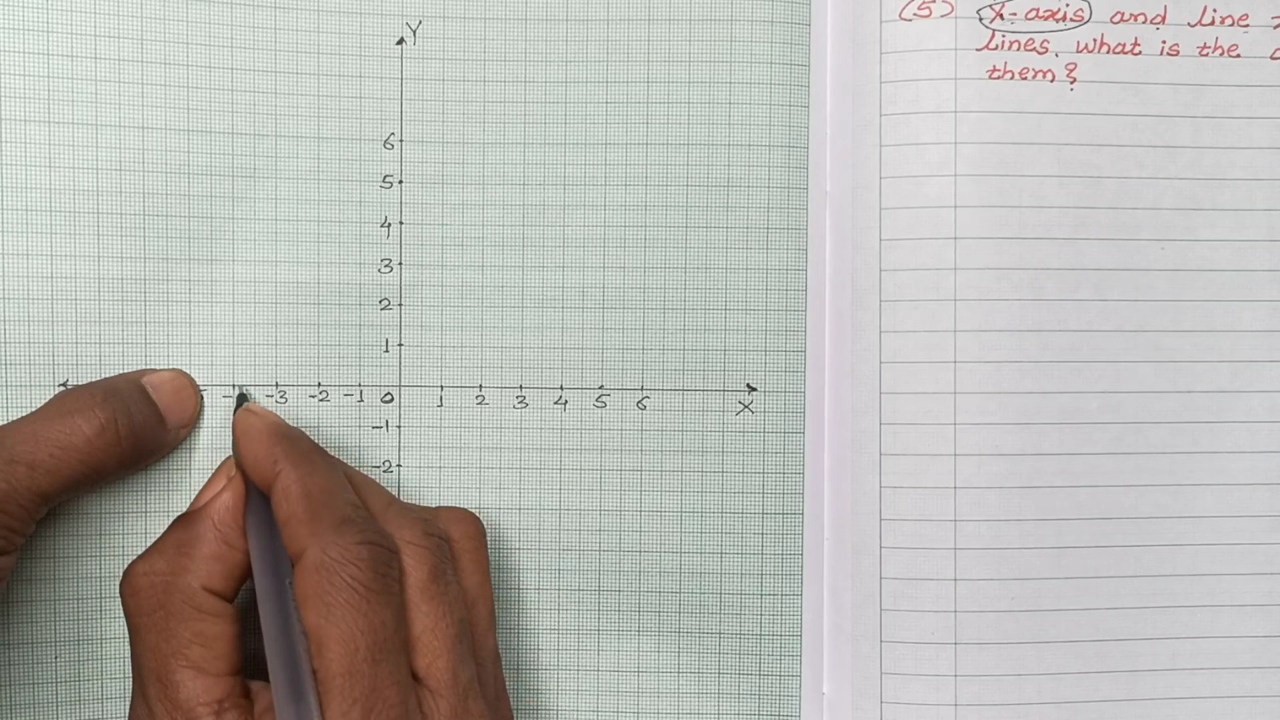 (5) X-axis and line
lines. what is the
them?
Y
6
5
4
3
2
1
-3 -2 -1 0 1 2 3 4 5 6
X
-1
-2